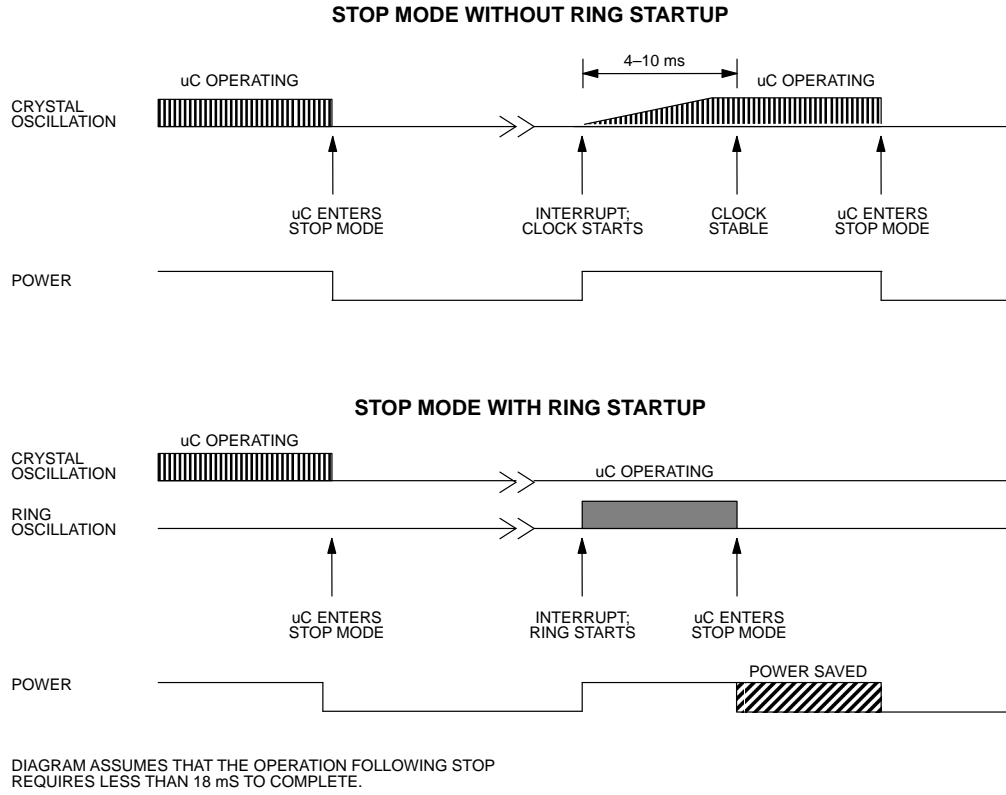 STOP MODE WITHOUT RING STARTUP
4–10 ms
uC OPERATING
uC OPERATING
CRYSTAL
OSCILLATION
uC ENTERS
STOP MODE
INTERRUPT;
CLOCK STARTS
CLOCK
STABLE
uC ENTERS
STOP MODE
POWER
STOP MODE WITH RING STARTUP
uC OPERATING
CRYSTAL
OSCILLATION
uC OPERATING
RING
OSCILLATION
uC ENTERS
STOP MODE
INTERRUPT;
RING STARTS
uC ENTERS
STOP MODE
POWER SAVED
POWER
DIAGRAM ASSUMES THAT THE OPERATION FOLLOWING STOP
REQUIRES LESS THAN 18 mS TO COMPLETE.